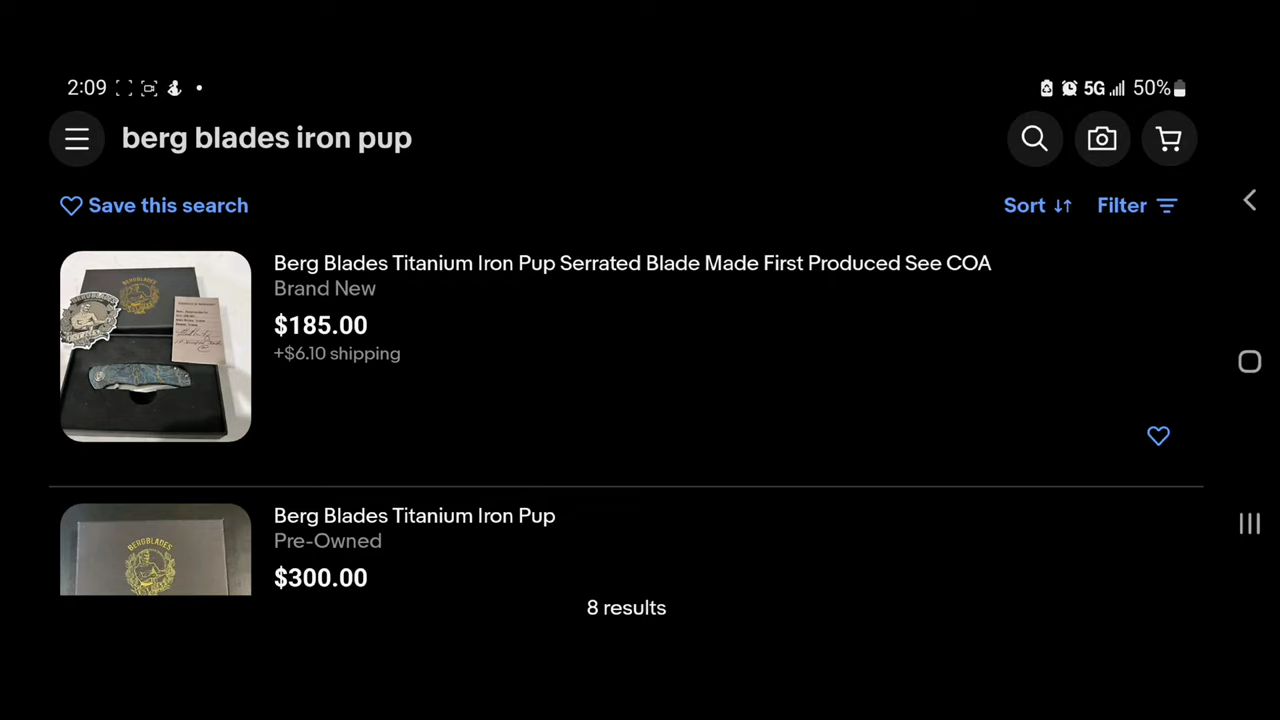 2:09
5G 50%
berg blades iron pup
Save this search
Sort
Filter
Berg Blades Titanium Iron Pup Serrated Blade Made First Produced See COA
Brand New
$185.00
+$6.10 shipping
BERGBLADES
Berg Blades Titanium Iron Pup
Pre-Owned
$300.00
BERGBLADES
8 results